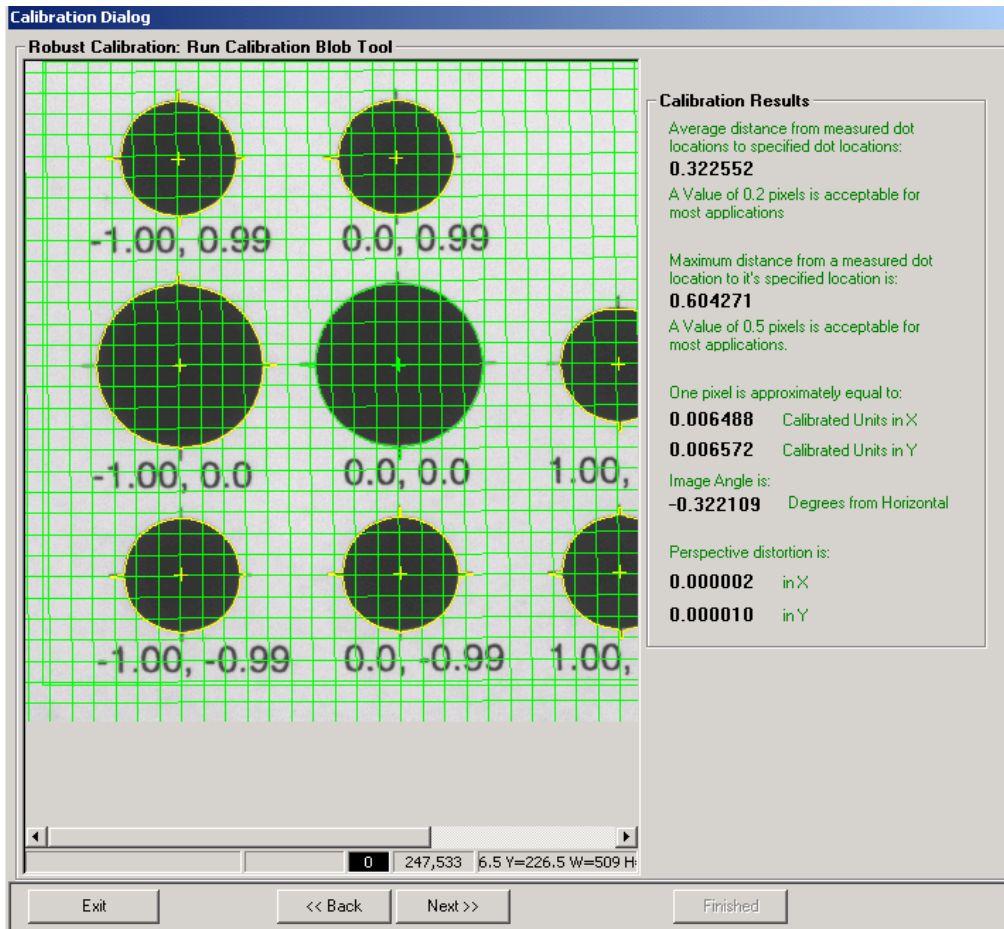 Calibration Dialog
Robust Calibration: Run Calibration Blob Tool
-1.00, 0.99
0.0, 0.99
-1.00, 0.0
0.0, 0.0
1.00,
-1.00, -0.99
0.0, -0.99
1.00,
0
247,533
6.5 Y=226.5 W=509 H
Calibration Results
Average distance from measured dot
locations to specified dot locations:
0.322552
A Value of 0.2 pixels is acceptable for
most applications
Maximum distance from a measured dot
location to it's specified location is:
0.604271
A Value of 0.5 pixels is acceptable for
most applications.
One pixel is approximately equal to:
0.006488 Calibrated Units in X
0.006572 Calibrated Units in Y
Image Angle is:
-0.322109 Degrees from Horizontal
Perspective distortion is:
0.000002 in X
0.000010 in Y
Exit
<< Back
Next >>
Finished